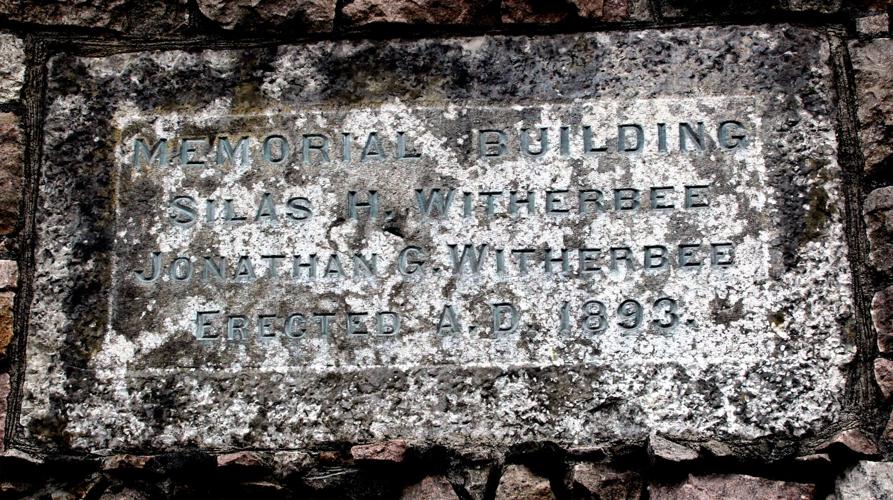 MEMORIAL BUILDING
SILAS H. WITHERBEE
JONATHAN G. WITHERBEE
ERECTED A.D. 1893.